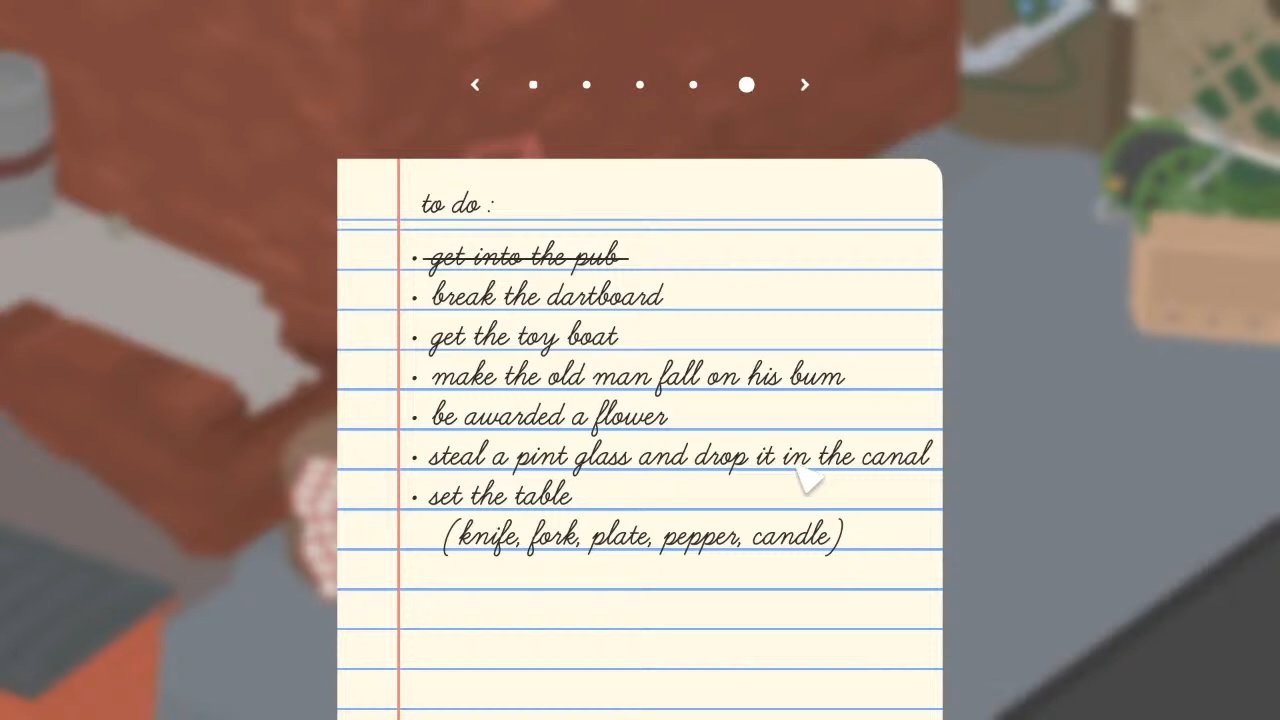 to do :
• get into the pub
• break the dartboard
• get the toy boat
• make the old man fall on his bum
• be awarded a flower
• steal a pint glass and drop it in the canal
• set the table
(knife, fork, plate, pepper, candle)